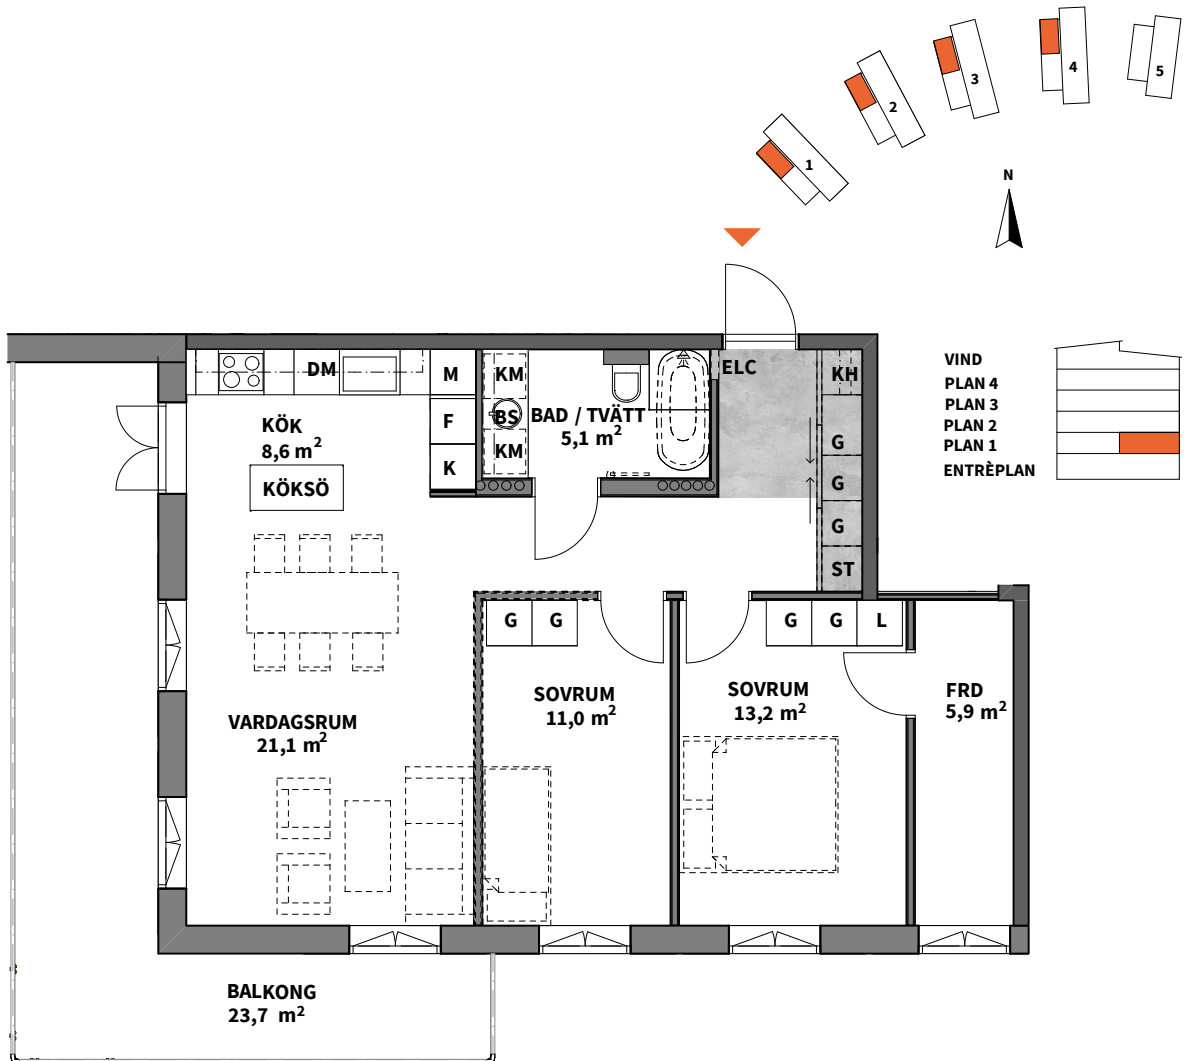 1
2
3
4
5
N
VIND
PLAN 4
PLAN 3
PLAN 2
PLAN 1
ENTRÈPLAN
DM
M
F
K
KM
BS
KM
BAD / TVÄTT
5,1 m²
ELC
KH
G
G
G
ST
KÖK
8,6 m²
KÖKSÖ
G
G
G
G
L
SOVRUM
11,0 m²
SOVRUM
13,2 m²
FRD
5,9 m²
VARDAGSRUM
21,1 m²
BALKONG
23,7 m²